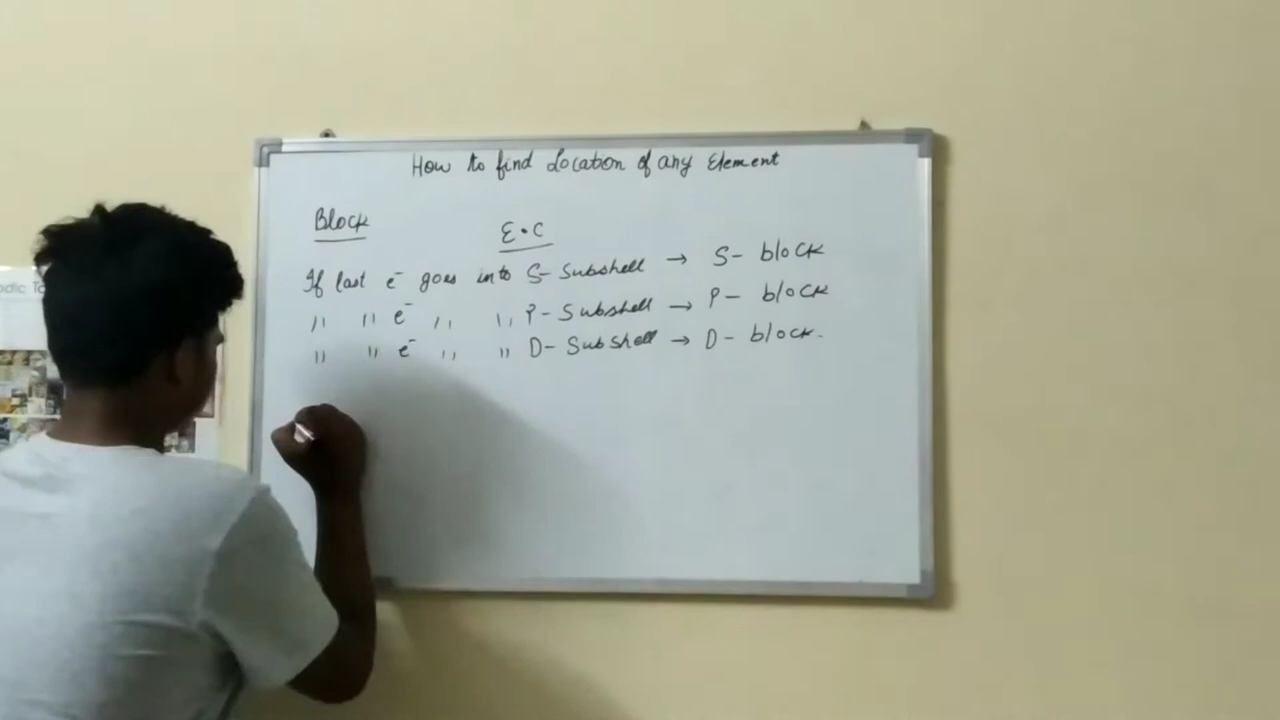 How to find Location of any Element
Block
E.C
If last e⁻ goes into S- Subshell → S- block
,, ,, e⁻ ,, ,, P- Subshell → P- block
,, ,, e⁻ ,, ,, D- Subshell → D- block.